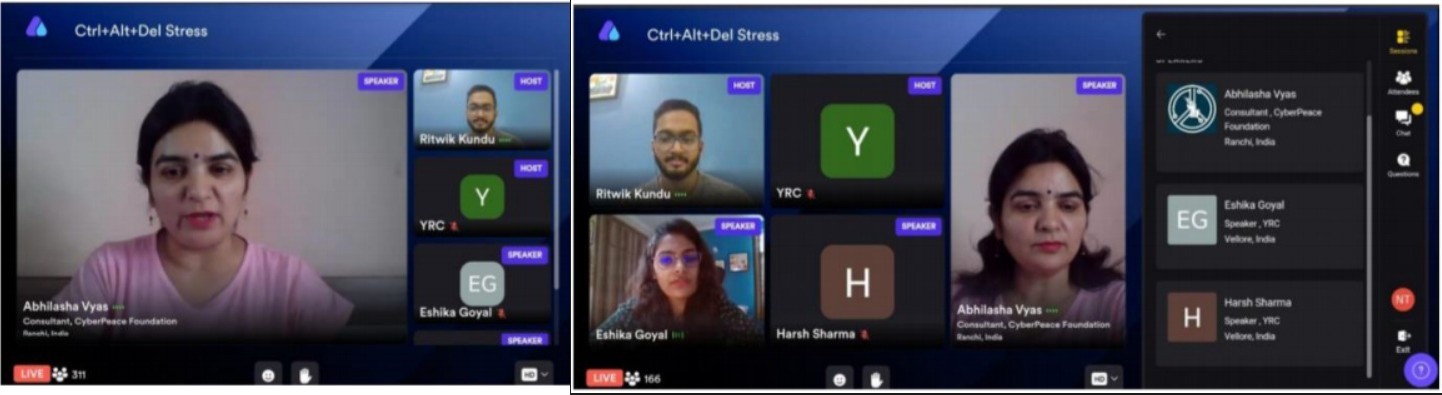 Ctrl+Alt+Del Stress
SPEAKER
HOST
Ritwik Kundu
HOST
Y
YRC
SPEAKER
EG
Eshika Goyal
SPEAKER
Abhilasha Vyas
Consultant, CyberPeace Foundation
Ranchi, India
LIVE 311
HD
Ctrl+Alt+Del Stress
HOST
Ritwik Kundu
HOST
Y
YRC
SPEAKER
Abhilasha Vyas
Consultant, CyberPeace Foundation
Ranchi, India
SPEAKER
Eshika Goyal
SPEAKER
H
Harsh Sharma
LIVE 166
HD
Abhilasha Vyas
Consultant , CyberPeace
Foundation
Ranchi, India
EG
Eshika Goyal
Speaker , YRC
Vellore, India
H
Harsh Sharma
Speaker , YRC
Vellore, India
Sessions
Attendees
Chat
Questions
NT
Exit
?